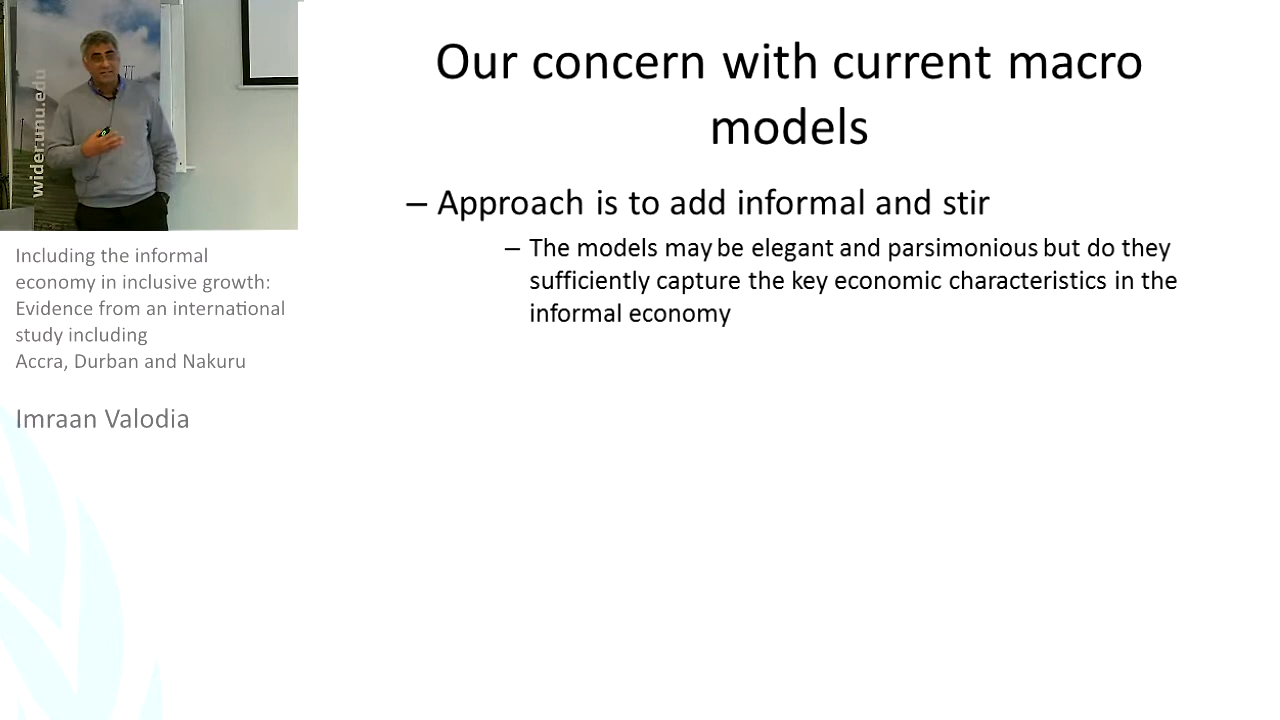 wider.unu.edu
Including the informal
economy in inclusive growth:
Evidence from an international
study including
Accra, Durban and Nakuru
Imraan Valodia
Our concern with current macro
models
– Approach is to add informal and stir
– The models may be elegant and parsimonious but do they
sufficiently capture the key economic characteristics in the
informal economy